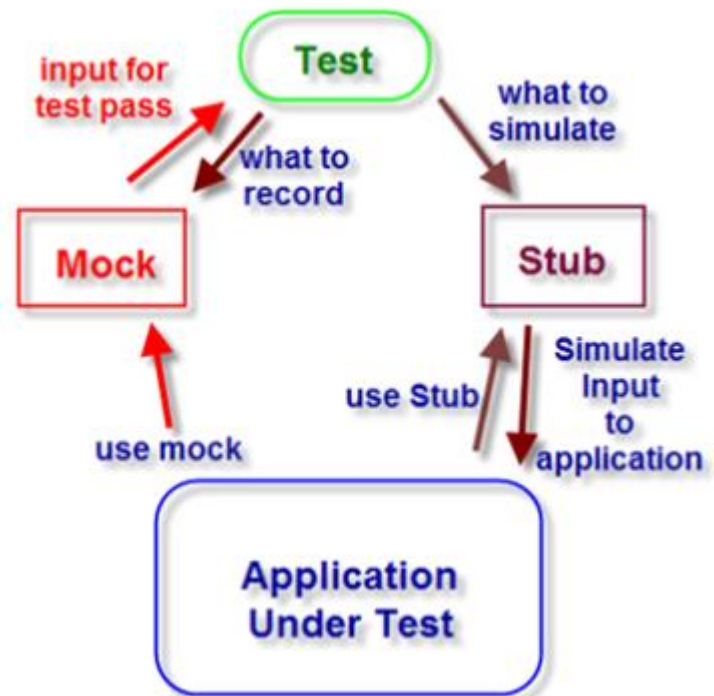 Test
input for
test pass
what to
simulate
what to
record
Mock
Stub
Simulate
Input
to
application
use Stub
use mock
Application
Under Test